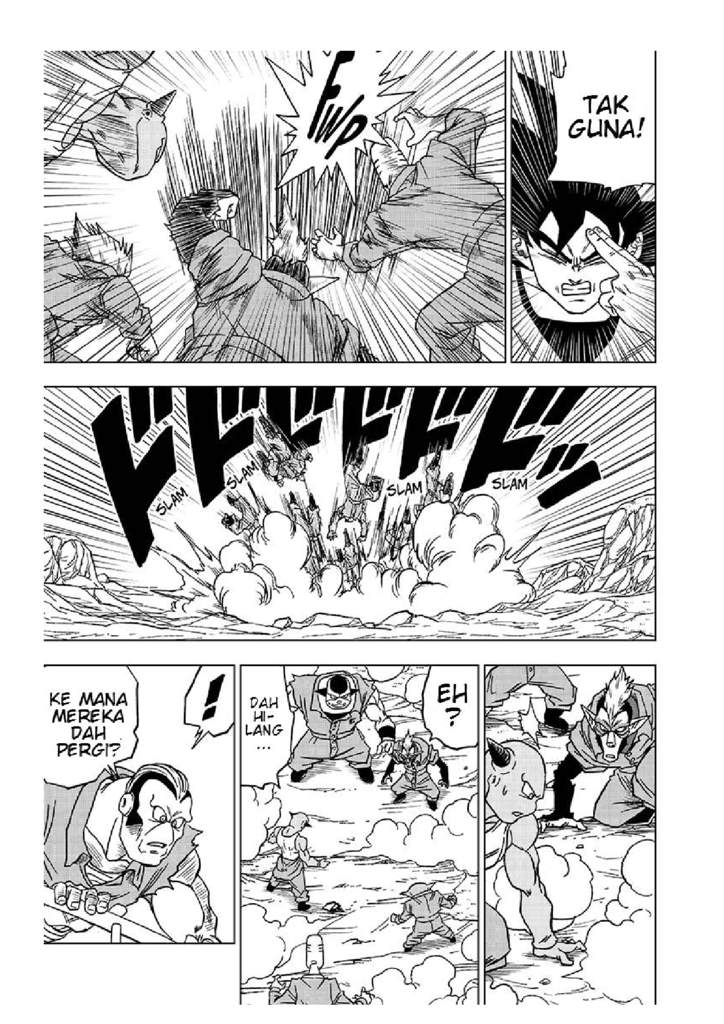 TAK
GUNA!
FWP
ドドドドドドッ
SLAM
SLAM
SLAM
SLAM
EH
?
DAH
HI-
LANG
...
!
KE MANA
MEREKA
DAH
PERGI?